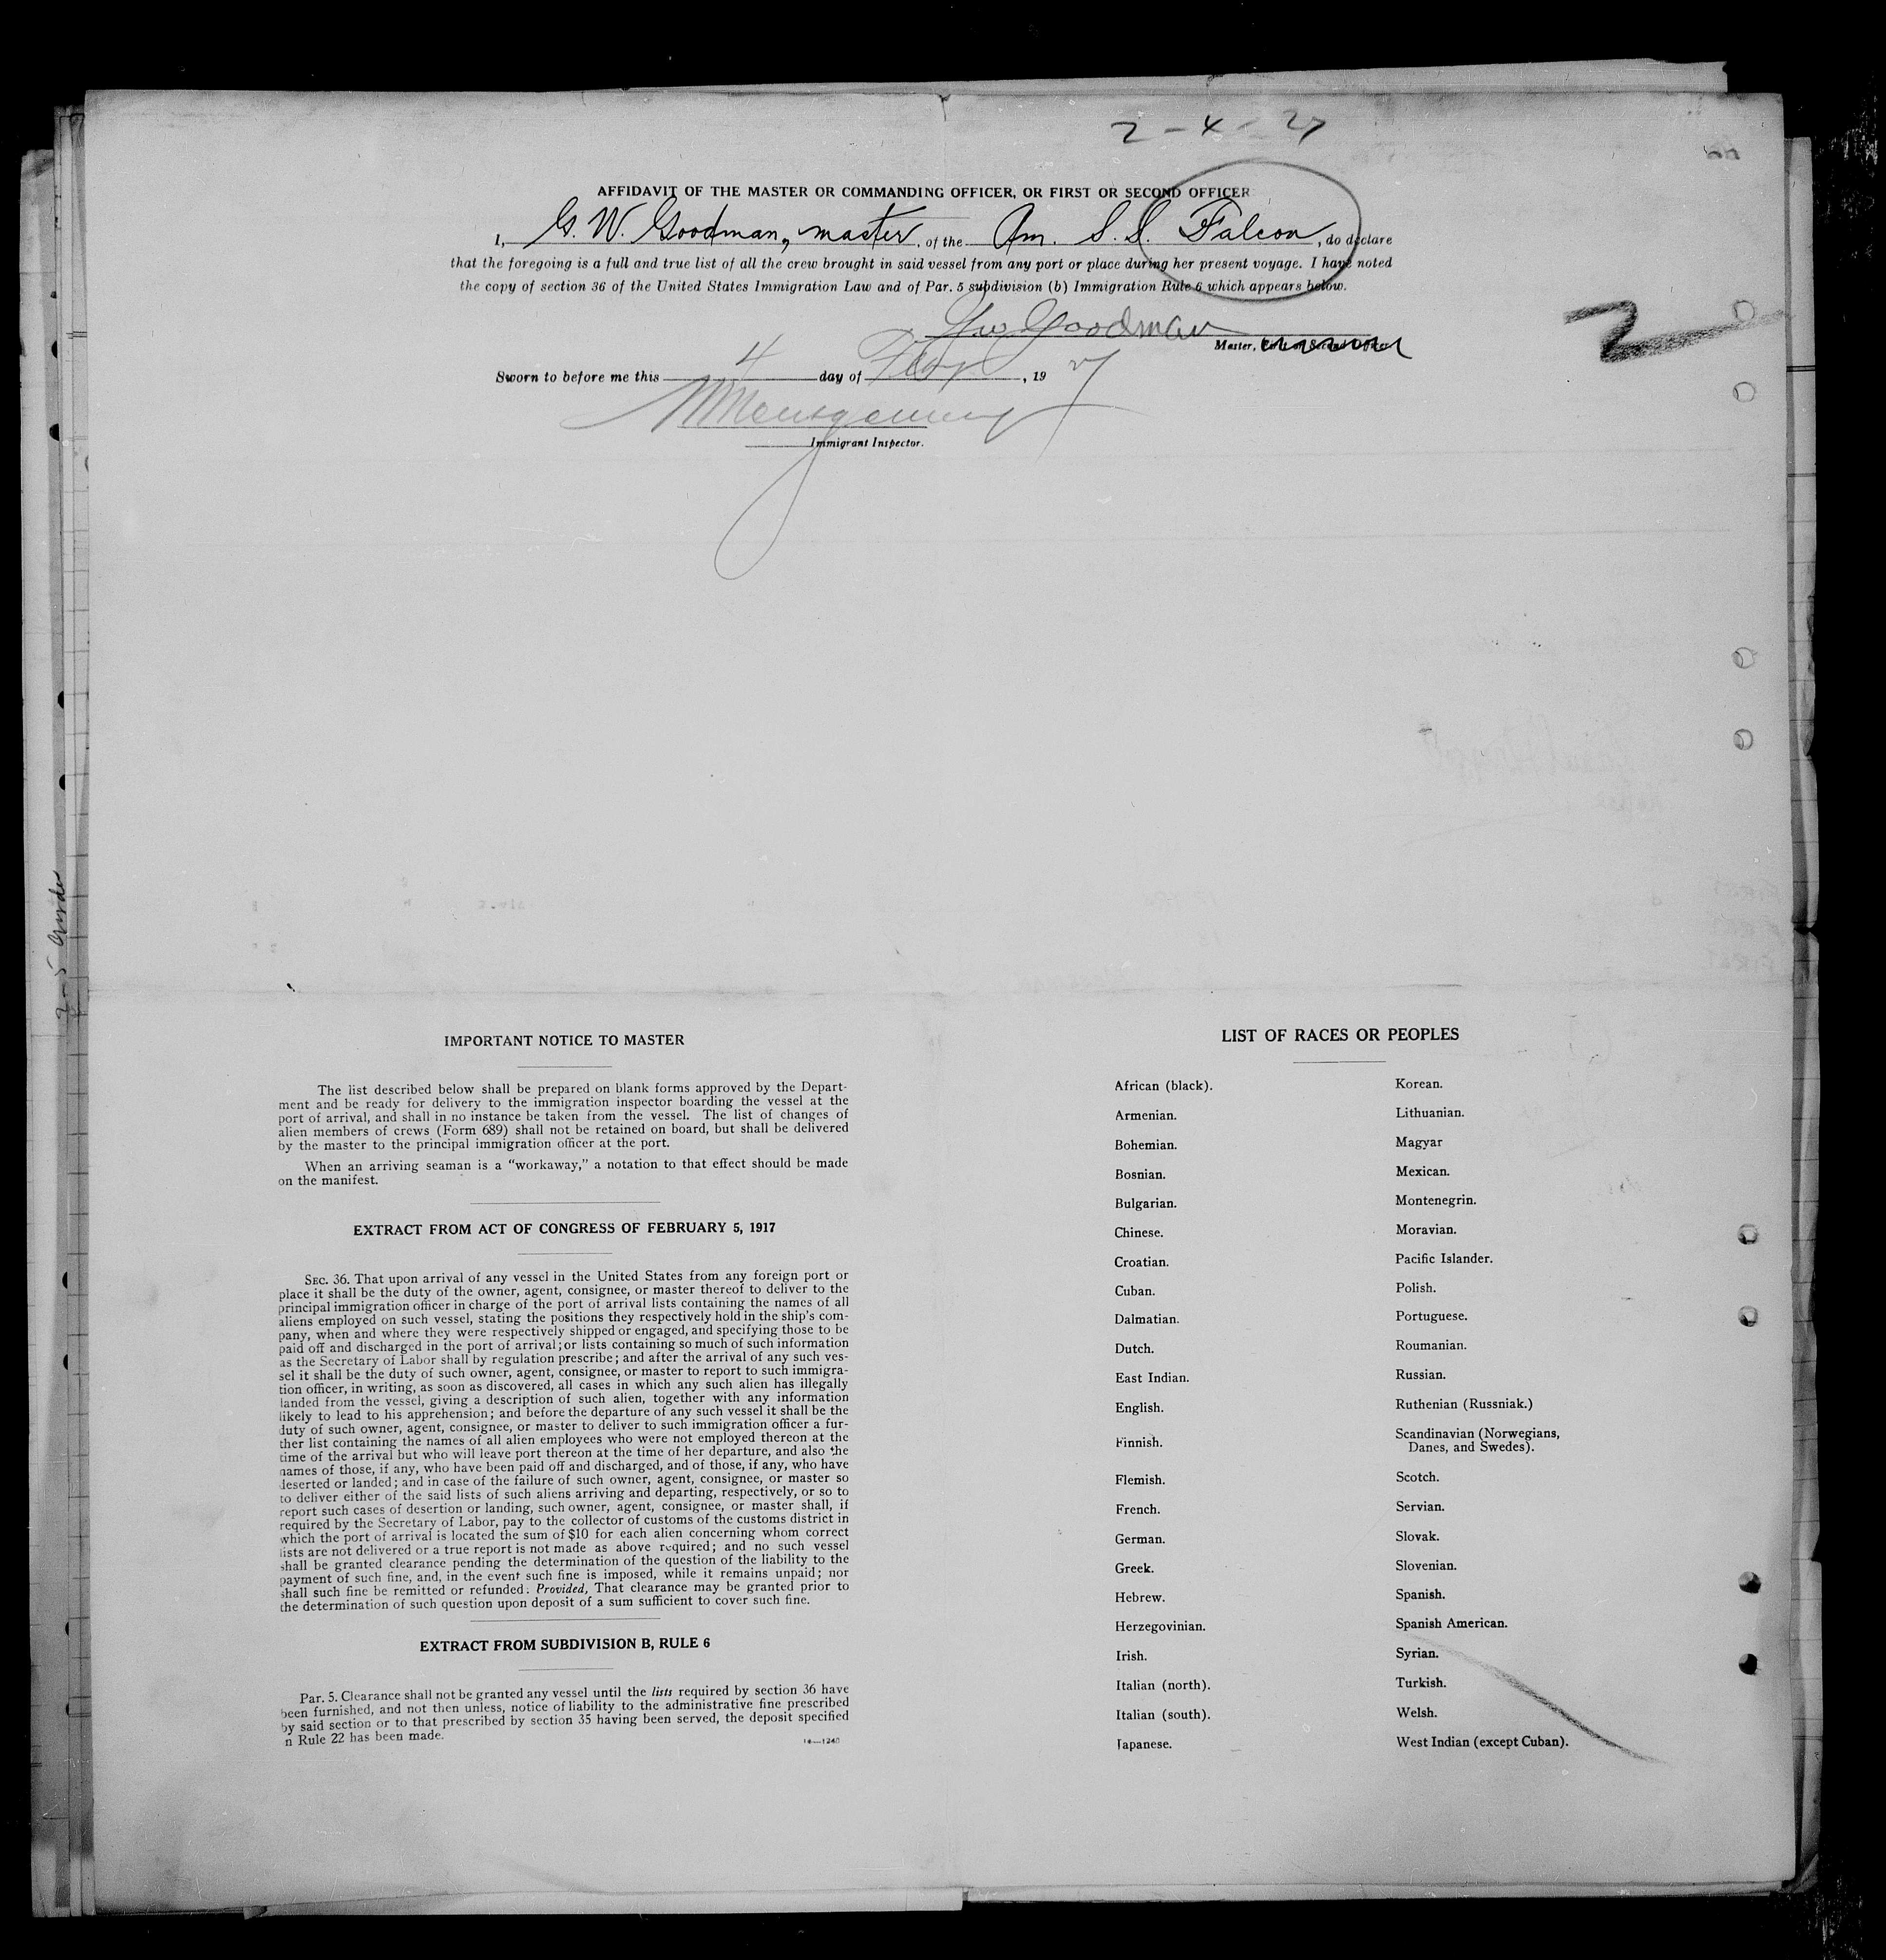 2-4-27
AFFIDAVIT OF THE MASTER OR COMMANDING OFFICER, OR FIRST OR SECOND OFFICER
I, G. W. Goodman, master, of the Am. S. S. Falcon, do declare
that the foregoing is a full and true list of all the crew brought in said vessel from any port or place during her present voyage. I have noted
the copy of section 36 of the United States Immigration Law and of Par. 5 subdivision (b) Immigration Rule 6 which appears below.
G W Goodman
Master,
2
Sworn to before me this 4 day of Feby, 1927
Montgomery
Immigrant Inspector.
IMPORTANT NOTICE TO MASTER
The list described below shall be prepared on blank forms approved by the Depart-
ment and be ready for delivery to the immigration inspector boarding the vessel at the
port of arrival, and shall in no instance be taken from the vessel. The list of changes of
alien members of crews (Form 689) shall not be retained on board, but shall be delivered
by the master to the principal immigration officer at the port.
When an arriving seaman is a “workaway,” a notation to that effect should be made
on the manifest.
EXTRACT FROM ACT OF CONGRESS OF FEBRUARY 5, 1917
SEC. 36. That upon arrival of any vessel in the United States from any foreign port or
place it shall be the duty of the owner, agent, consignee, or master thereof to deliver to the
principal immigration officer in charge of the port of arrival lists containing the names of all
aliens employed on such vessel, stating the positions they respectively hold in the ship's com-
pany, when and where they were respectively shipped or engaged, and specifying those to be
paid off and discharged in the port of arrival; or lists containing so much of such information
as the Secretary of Labor shall by regulation prescribe; and after the arrival of any such ves-
sel it shall be the duty of such owner, agent, consignee, or master to report to such immigra-
tion officer, in writing, as soon as discovered, all cases in which any such alien has illegally
landed from the vessel, giving a description of such alien, together with any information
likely to lead to his apprehension; and before the departure of any such vessel it shall be the
duty of such owner, agent, consignee, or master to deliver to such immigration officer a fur-
ther list containing the names of all alien employees who were not employed thereon at the
time of the arrival but who will leave port thereon at the time of her departure, and also the
names of those, if any, who have been paid off and discharged, and of those, if any, who have
deserted or landed; and in case of the failure of such owner, agent, consignee, or master so
to deliver either of the said lists of such aliens arriving and departing, respectively, or so to
report such cases of desertion or landing, such owner, agent, consignee, or master shall, if
required by the Secretary of Labor, pay to the collector of customs of the customs district in
which the port of arrival is located the sum of $10 for each alien concerning whom correct
lists are not delivered or a true report is not made as above required; and no such vessel
shall be granted clearance pending the determination of the question of the liability to the
payment of such fine, and, in the event such fine is imposed, while it remains unpaid; nor
shall such fine be remitted or refunded: Provided, That clearance may be granted prior to
the determination of such question upon deposit of a sum sufficient to cover such fine.
EXTRACT FROM SUBDIVISION B, RULE 6
Par. 5. Clearance shall not be granted any vessel until the lists required by section 36 have
been furnished, and not then unless, notice of liability to the administrative fine prescribed
by said section or to that prescribed by section 35 having been served, the deposit specified
n Rule 22 has been made.
14—1240
LIST OF RACES OR PEOPLES
African (black).
Armenian.
Bohemian.
Bosnian.
Bulgarian.
Chinese.
Croatian.
Cuban.
Dalmatian.
Dutch.
East Indian.
English.
Finnish.
Flemish.
French.
German.
Greek.
Hebrew.
Herzegovinian.
Irish.
Italian (north).
Italian (south).
Japanese.
Korean.
Lithuanian.
Magyar
Mexican.
Montenegrin.
Moravian.
Pacific Islander.
Polish.
Portuguese.
Roumanian.
Russian.
Ruthenian (Russniak.)
Scandinavian (Norwegians,
Danes, and Swedes).
Scotch.
Servian.
Slovak.
Slovenian.
Spanish.
Spanish American.
Syrian.
Turkish.
Welsh.
West Indian (except Cuban).